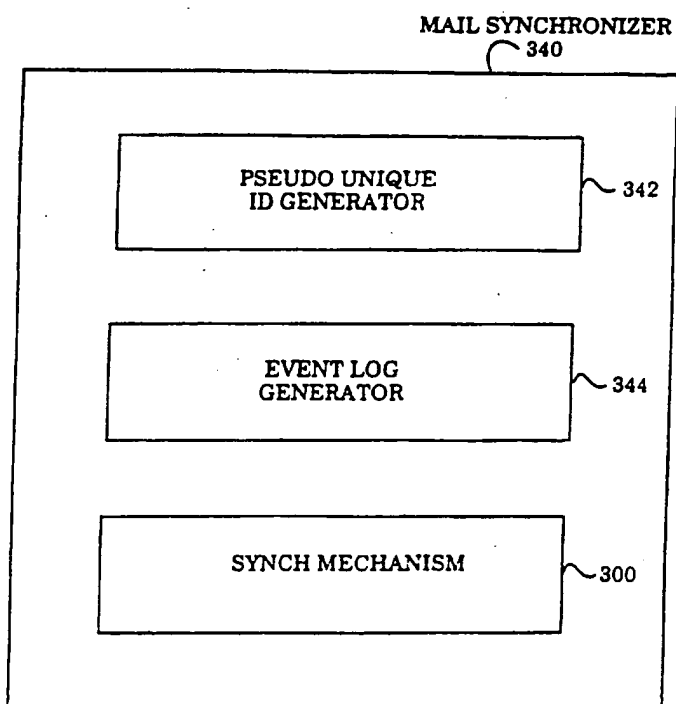 MAIL SYNCHRONIZER
340
PSEUDO UNIQUE
ID GENERATOR
342
EVENT LOG
GENERATOR
344
SYNCH MECHANISM
300